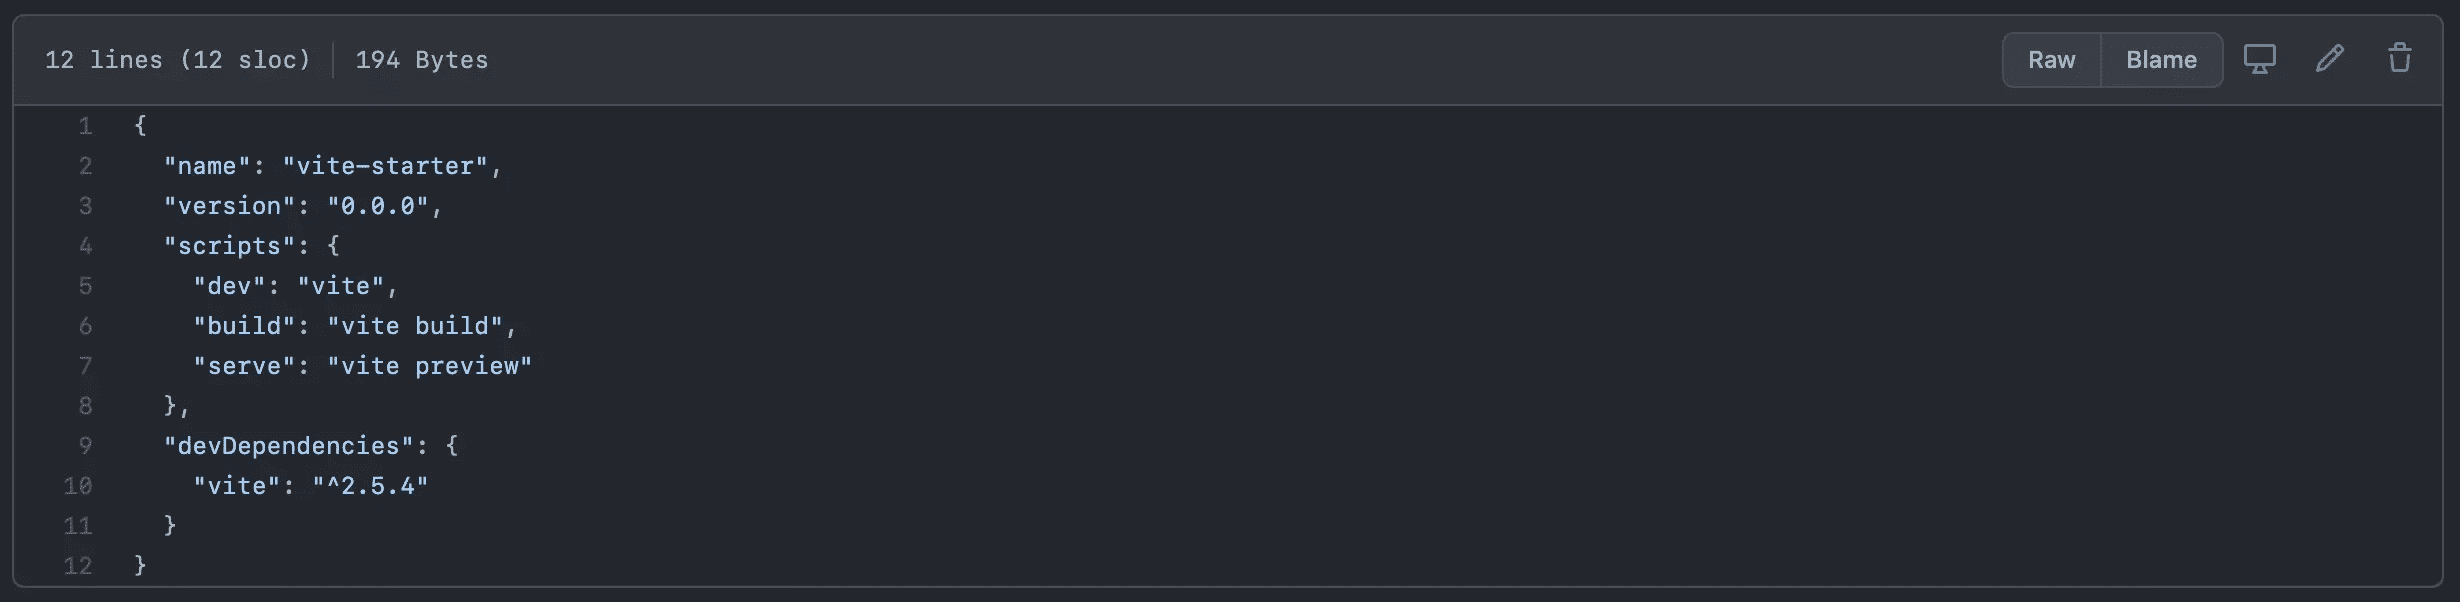 12 lines (12 sloc) 194 Bytes Raw Blame
1 {
2   "name": "vite-starter",
3   "version": "0.0.0",
4   "scripts": {
5     "dev": "vite",
6     "build": "vite build",
7     "serve": "vite preview"
8   },
9   "devDependencies": {
10     "vite": "^2.5.4"
11   }
12 }